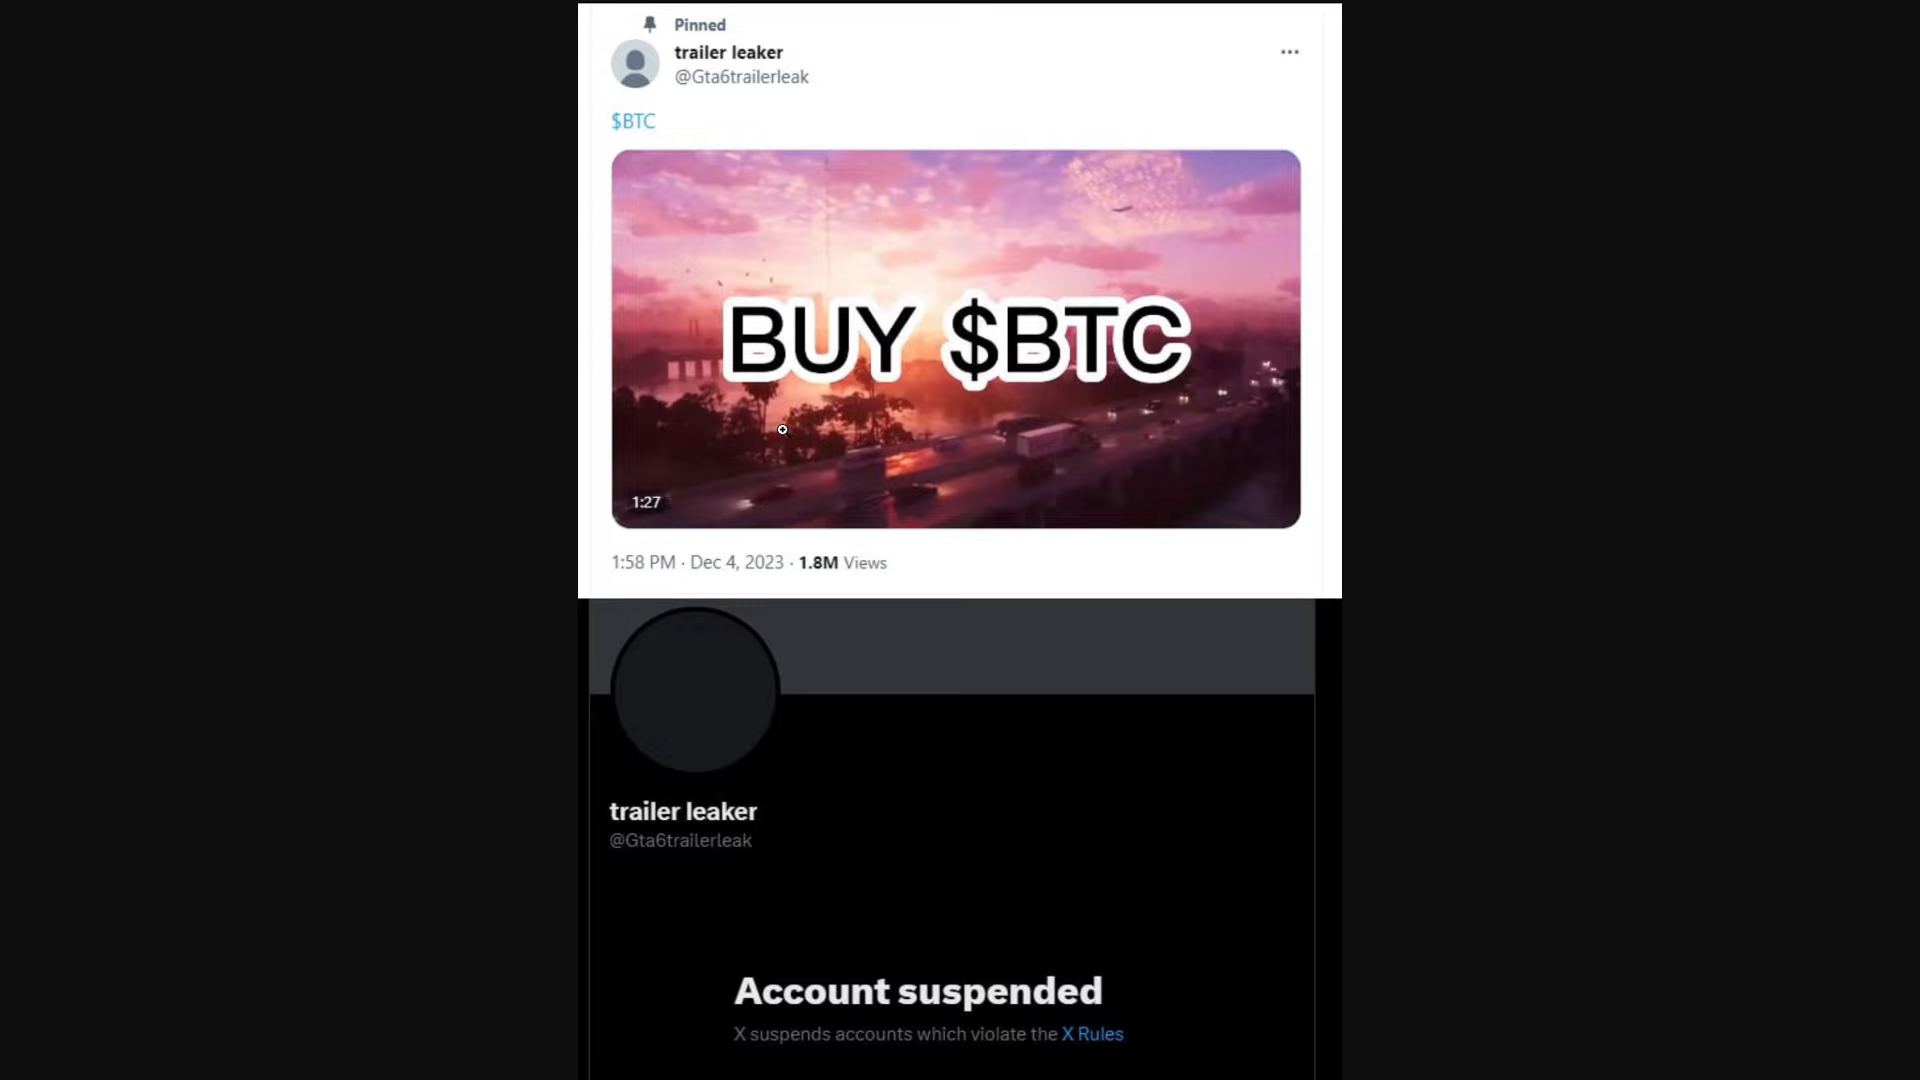 Pinned
trailer leaker
@Gta6trailerleak
$BTC
BUY $BTC
1:27
1:58 PM · Dec 4, 2023 · 1.8M Views
trailer leaker
@Gta6trailerleak
Account suspended
X suspends accounts which violate the X Rules